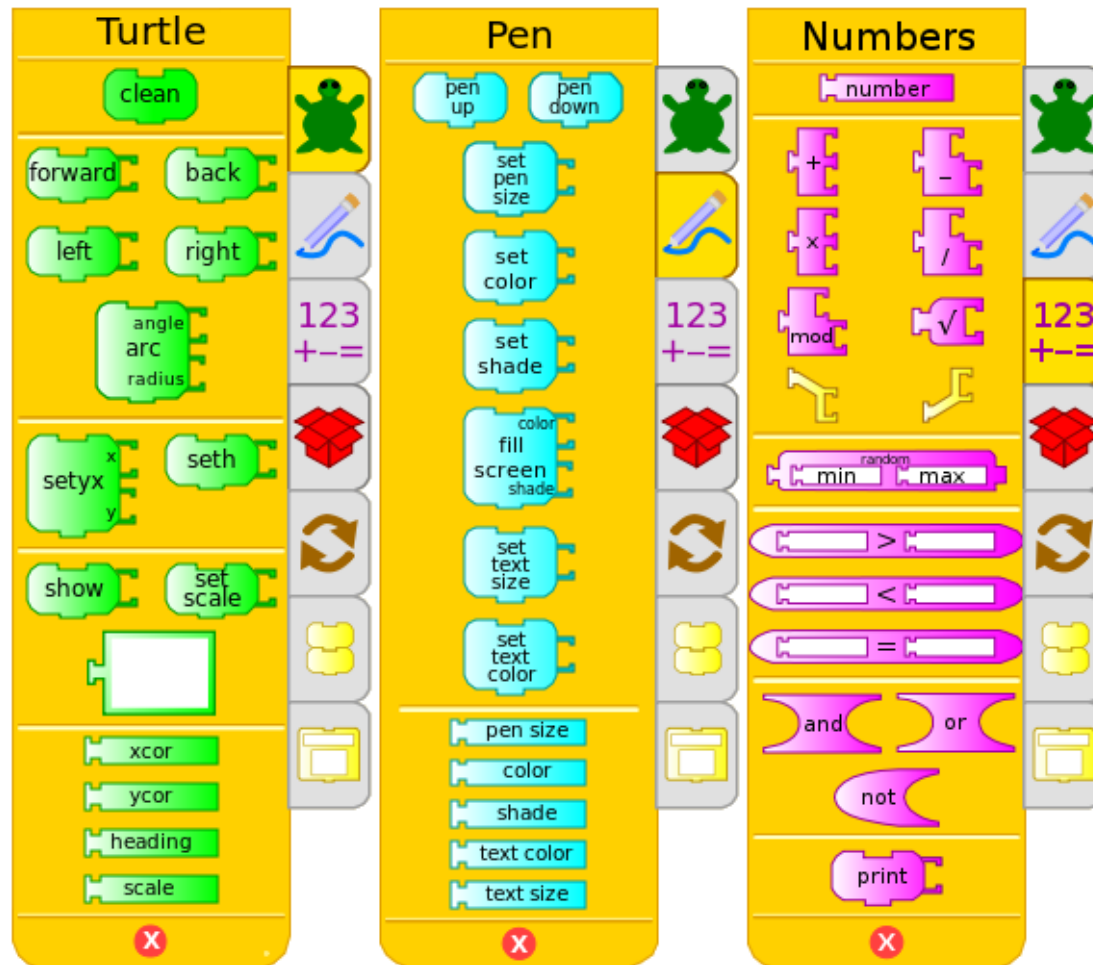 Turtle
clean
forward
back
left
right
angle
arc
radius
x
setyx
y
seth
show
set
scale
xcor
ycor
heading
scale
X
123
+–=
Pen
pen
up
pen
down
set
pen
size
set
color
set
shade
color
fill
screen
shade
set
text
size
set
text
color
pen size
color
shade
text color
text size
X
123
+–=
Numbers
number
+
–
×
/
mod
√
random
min
max
>
<
=
and
or
not
print
X
123
+–=